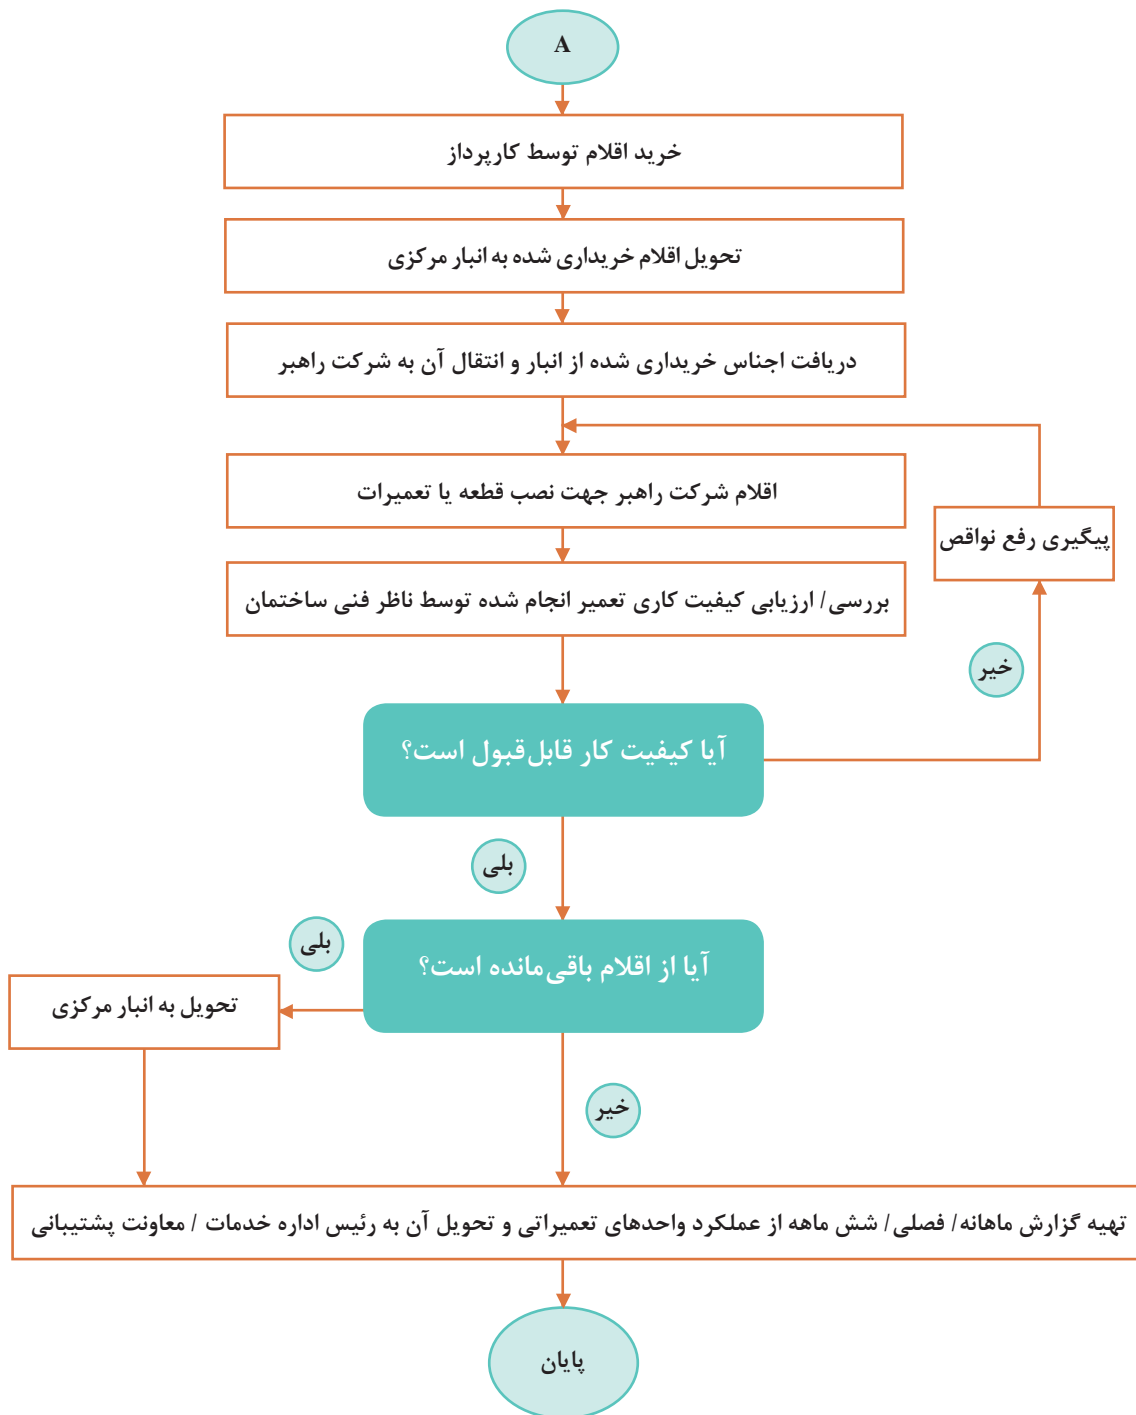 A
خرید اقلام توسط کارپرداز
تحویل اقلام خریداری شده به انبار مرکزی
دریافت اجناس خریداری شده از انبار و انتقال آن به شرکت راهبر
اقلام شرکت راهبر جهت نصب قطعه یا تعمیرات
پیگیری رفع نواقص
بررسی/ ارزیابی کیفیت کاری تعمیر انجام شده توسط ناظر فنی ساختمان
خیر
آیا کیفیت کار قابل‌قبول است؟
بلی
بلی
آیا از اقلام باقی‌مانده است؟
تحویل به انبار مرکزی
خیر
تهیه گزارش ماهانه/ فصلی/ شش ماهه از عملکرد واحدهای تعمیراتی و تحویل آن به رئیس اداره خدمات / معاونت پشتیبانی
پایان